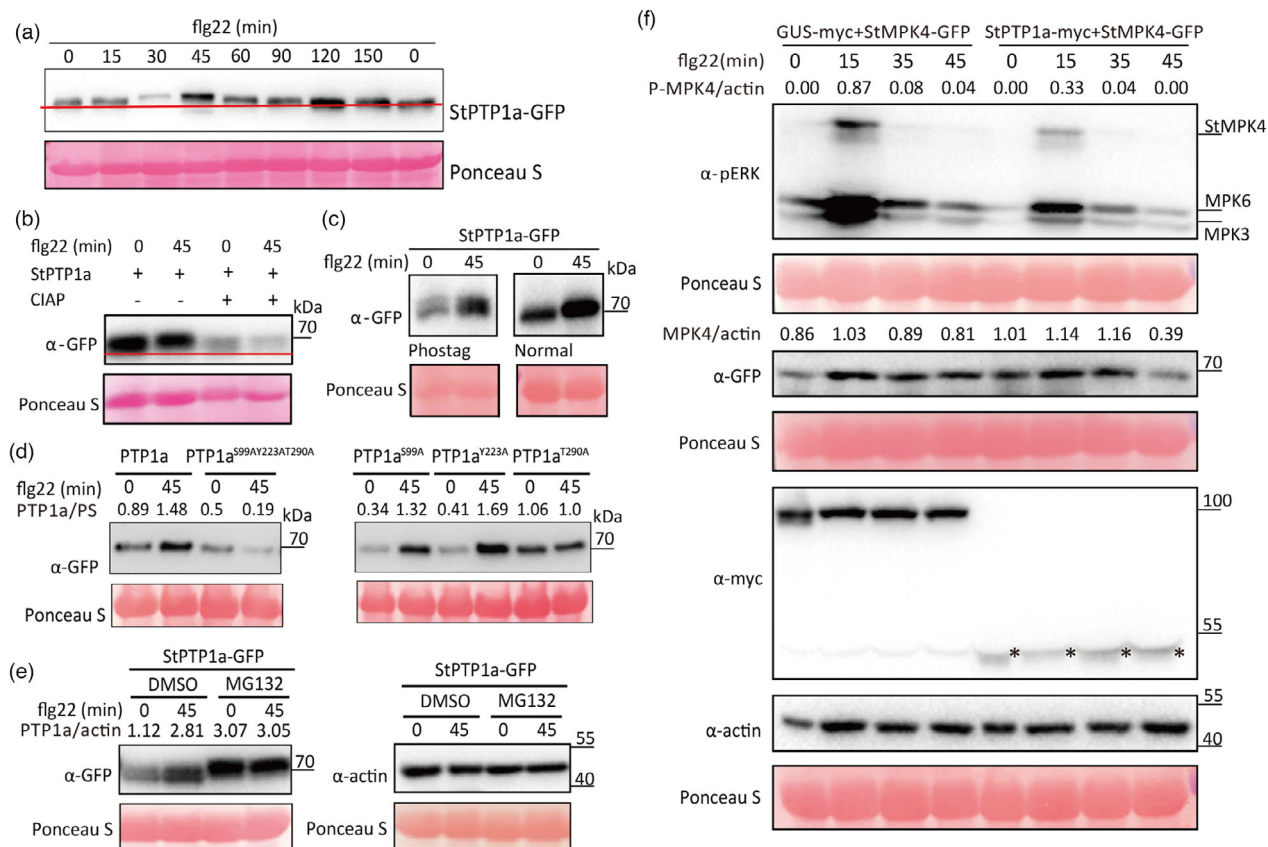 (a)
flg22 (min)
0 15 30 45 60 90 120 150 0
StPTP1a-GFP
Ponceau S
(b)
flg22 (min) 0 45 0 45
StPTP1a + + + +
CIAP - - + +
kDa
α-GFP 70
Ponceau S
(c)
StPTP1a-GFP
flg22 (min) 0 45 0 45
kDa
α-GFP 70
Phostag Normal
Ponceau S
(d)
PTP1a PTP1a^S99AY223AT290A PTP1a^S99A PTP1a^Y223A PTP1a^T290A
flg22 (min) 0 45 0 45 0 45 0 45 0 45
PTP1a/PS 0.89 1.48 0.5 0.19 0.34 1.32 0.41 1.69 1.06 1.0
kDa kDa
α-GFP 70 70
Ponceau S
(e)
StPTP1a-GFP StPTP1a-GFP
DMSO MG132 DMSO MG132
flg22 (min) 0 45 0 45 0 45 0 45
PTP1a/actin 1.12 2.81 3.07 3.05
α-GFP 70 α-actin 55
40
Ponceau S Ponceau S
(f)
GUS-myc+StMPK4-GFP StPTP1a-myc+StMPK4-GFP
flg22(min) 0 15 35 45 0 15 35 45
P-MPK4/actin 0.00 0.87 0.08 0.04 0.00 0.33 0.04 0.00
StMPK4
α-pERK
MPK6
MPK3
Ponceau S
MPK4/actin 0.86 1.03 0.89 0.81 1.01 1.14 1.16 0.39
α-GFP 70
Ponceau S
100
α-myc
55
* * * *
α-actin 55
40
Ponceau S